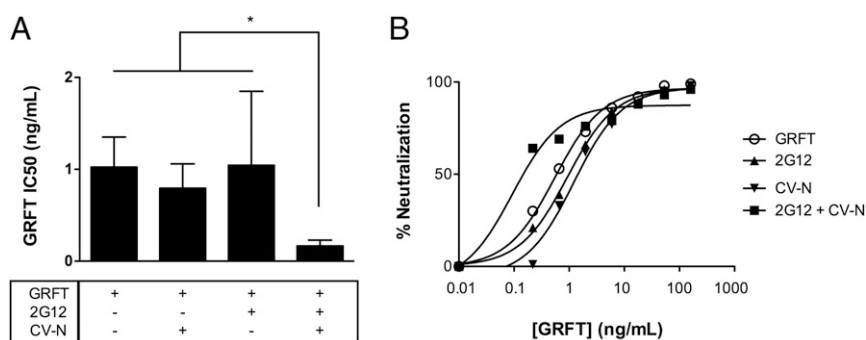 A
*
2
1
0
GRFT IC50 (ng/mL)
GRFT + + + +
2G12 - - + +
CV-N - + - +
B
100
50
0
% Neutralization
0.01 0.1 1 10 100 1000
[GRFT] (ng/mL)
GRFT
2G12
CV-N
2G12 + CV-N